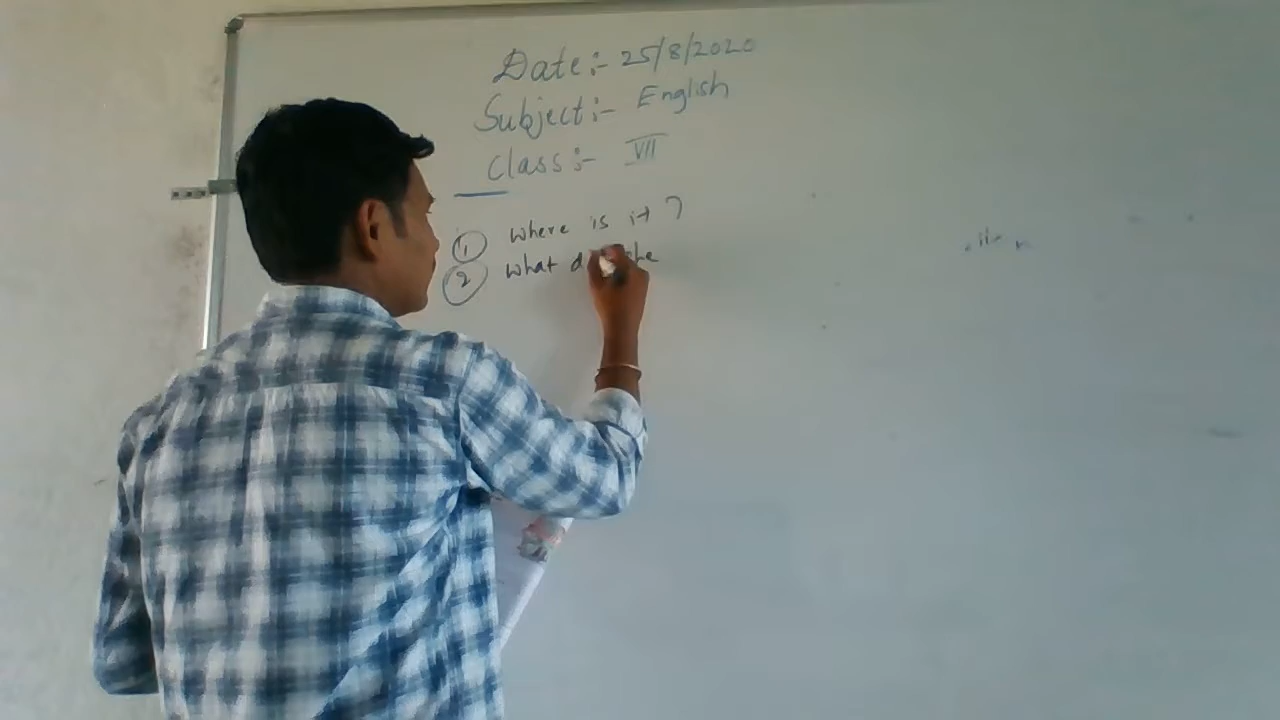 Date:- 25/8/2020
Subject:- English
Class:- VII
1 Where is it ?
2 What